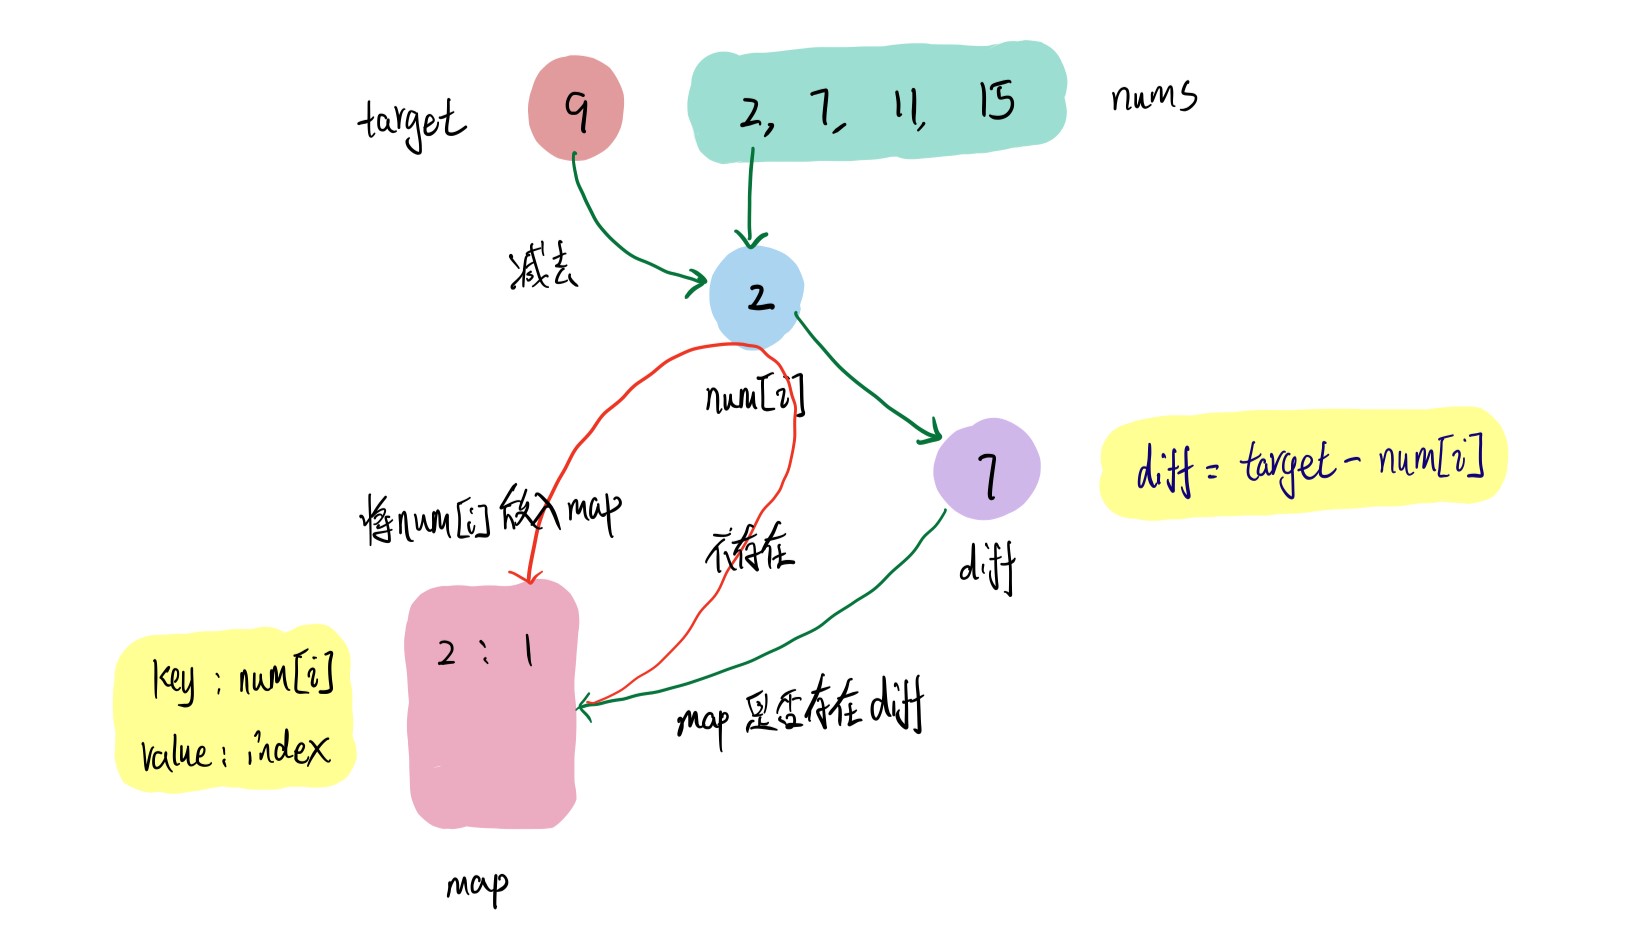 target
9
2, 7, 11, 15
nums
减去
2
num[i]
7
diff = target - num[i]
将num[i]放入map
不存在
diff
2 : 1
key : num[i]
value : index
map 是否存在 diff
map